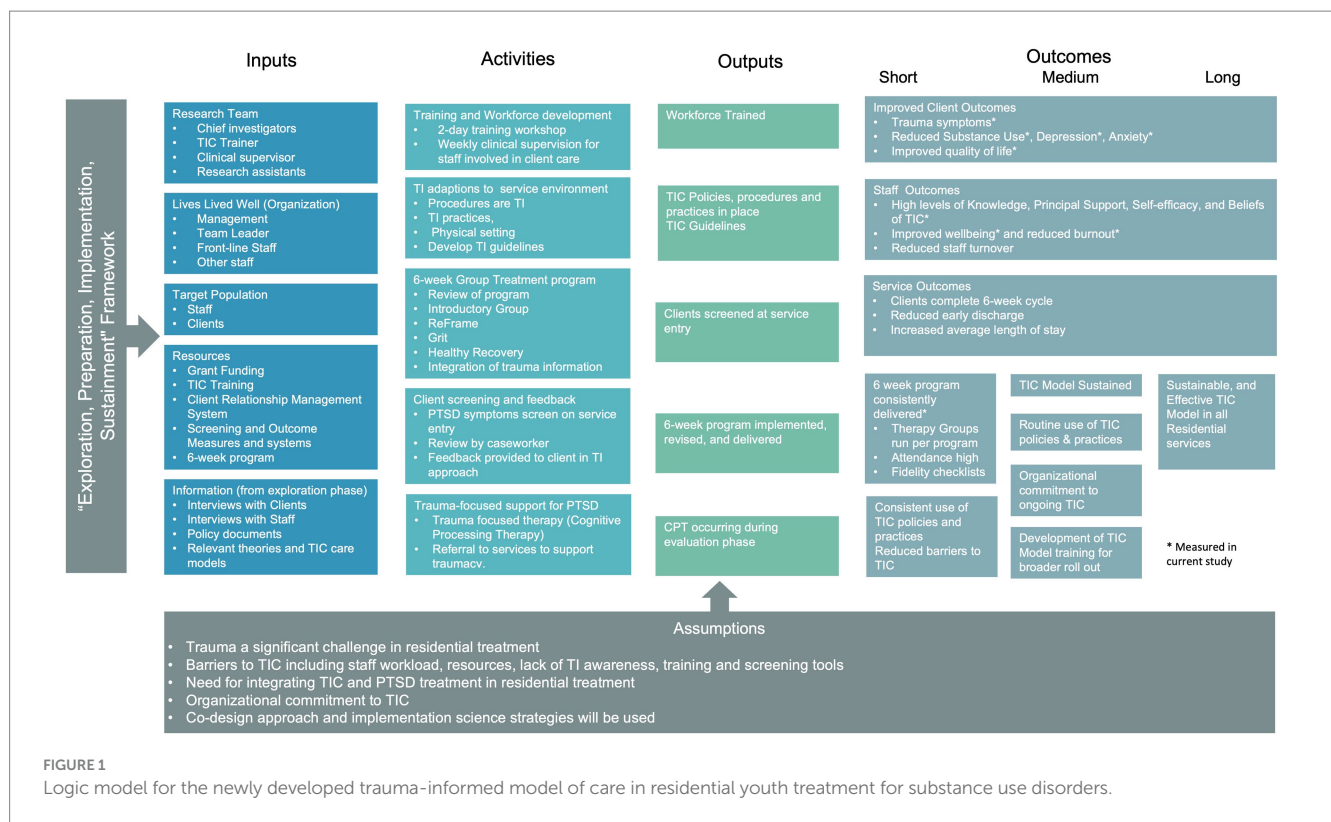 Inputs
Activities
Outputs
Outcomes
Short
Medium
Long
"Exploration, Preparation, Implementation,
Sustainment" Framework
Research Team
• Chief investigators
• TIC Trainer
• Clinical supervisor
• Research assistants
Lives Lived Well (Organization)
• Management
• Team Leader
• Front-line Staff
• Other staff
Target Population
• Staff
• Clients
Resources
• Grant Funding
• TIC Training
• Client Relationship Management
System
• Screening and Outcome
Measures and systems
• 6-week program
Information (from exploration phase)
• Interviews with Clients
• Interviews with Staff
• Policy documents
• Relevant theories and TIC care
models
Training and Workforce development
• 2-day training workshop
• Weekly clinical supervision for
staff involved in client care
TI adaptions to service environment
• Procedures are TI
• TI practices,
• Physical setting
• Develop TI guidelines
6-week Group Treatment program
• Review of program
• Introductory Group
• ReFrame
• Grit
• Healthy Recovery
• Integration of trauma information
Client screening and feedback
• PTSD symptoms screen on service
entry
• Review by caseworker
• Feedback provided to client in TI
approach
Trauma-focused support for PTSD
• Trauma focused therapy (Cognitive
Processing Therapy)
• Referral to services to support
traumacv.
Workforce Trained
TIC Policies, procedures and
practices in place
TIC Guidelines
Clients screened at service
entry
6-week program implemented,
revised, and delivered
CPT occurring during
evaluation phase
Improved Client Outcomes
• Trauma symptoms*
• Reduced Substance Use*, Depression*, Anxiety*
• Improved quality of life*
Staff Outcomes
• High levels of Knowledge, Principal Support, Self-efficacy, and Beliefs
of TIC*
• Improved wellbeing* and reduced burnout*
• Reduced staff turnover
Service Outcomes
• Clients complete 6-week cycle
• Reduced early discharge
• Increased average length of stay
6 week program
consistently
delivered*
• Therapy Groups
run per program
• Attendance high
• Fidelity checklists
Consistent use of
TIC policies and
practices
Reduced barriers to
TIC
TIC Model Sustained
Routine use of TIC
policies & practices
Organizational
commitment to
ongoing TIC
Development of TIC
Model training for
broader roll out
Sustainable, and
Effective TIC
Model in all
Residential
services
* Measured in
current study
Assumptions
• Trauma a significant challenge in residential treatment
• Barriers to TIC including staff workload, resources, lack of TI awareness, training and screening tools
• Need for integrating TIC and PTSD treatment in residential treatment
• Organizational commitment to TIC
• Co-design approach and implementation science strategies will be used
FIGURE 1
Logic model for the newly developed trauma-informed model of care in residential youth treatment for substance use disorders.